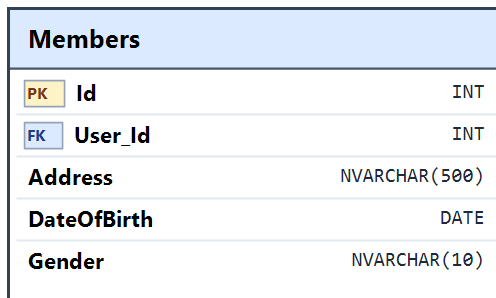 Members
PK Id INT
FK User_Id INT
Address NVARCHAR(500)
DateOfBirth DATE
Gender NVARCHAR(10)